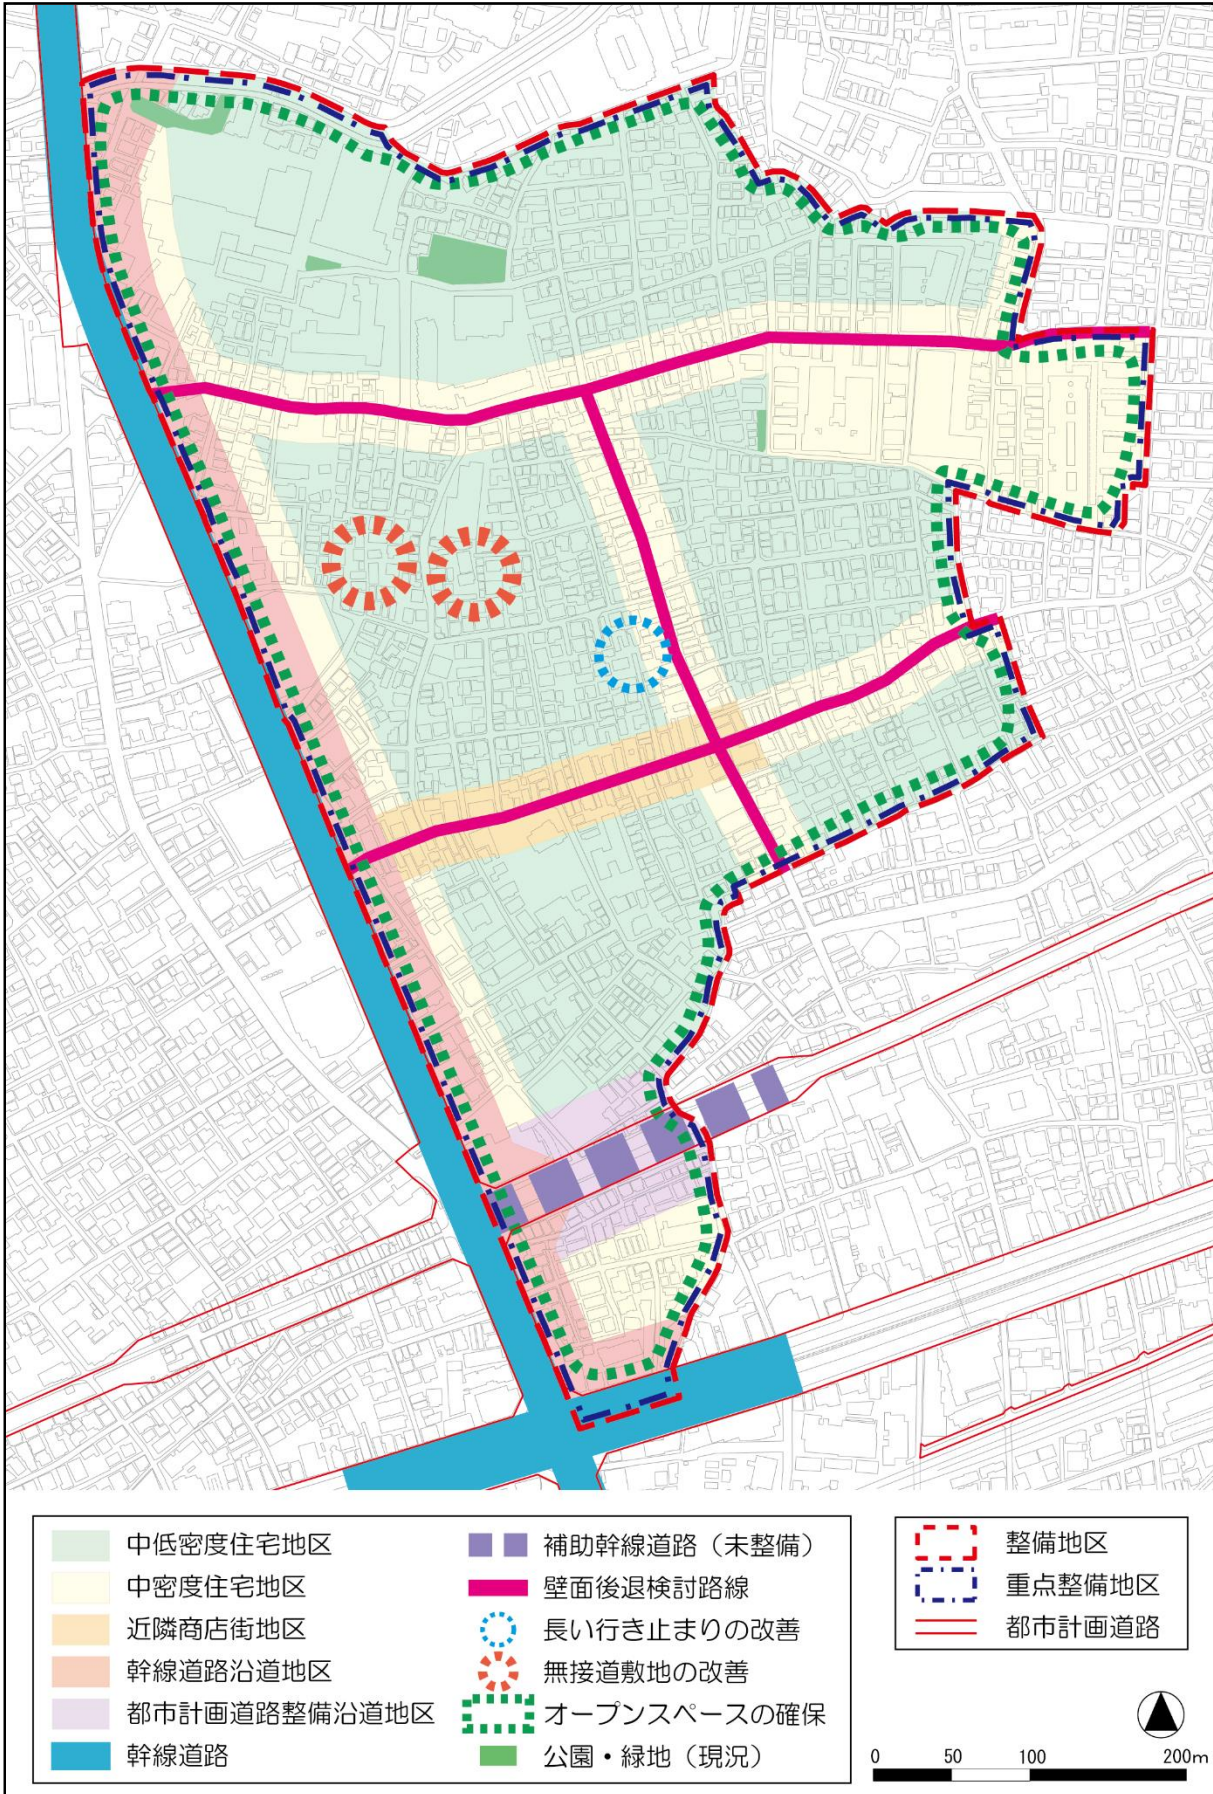 中低密度住宅地区
中密度住宅地区
近隣商店街地区
幹線道路沿道地区
都市計画道路整備沿道地区
幹線道路
補助幹線道路（未整備）
壁面後退検討路線
長い行き止まりの改善
無接道敷地の改善
オープンスペースの確保
公園・緑地（現況）
整備地区
重点整備地区
都市計画道路
0 50 100 200m